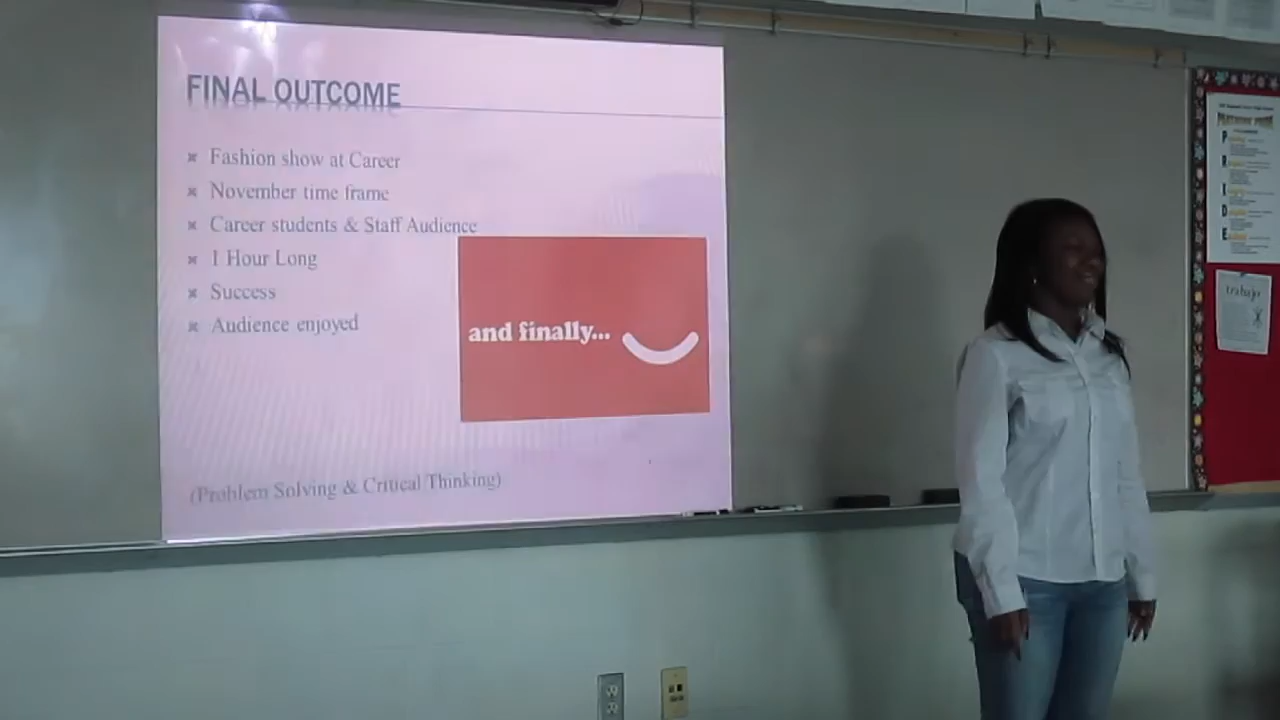 FINAL OUTCOME
Fashion show at Career
November time frame
Career students & Staff Audience
1 Hour Long
Success
Audience enjoyed
and finally...
(Problem Solving & Critical Thinking)
P
R
I
D
E
trabajo